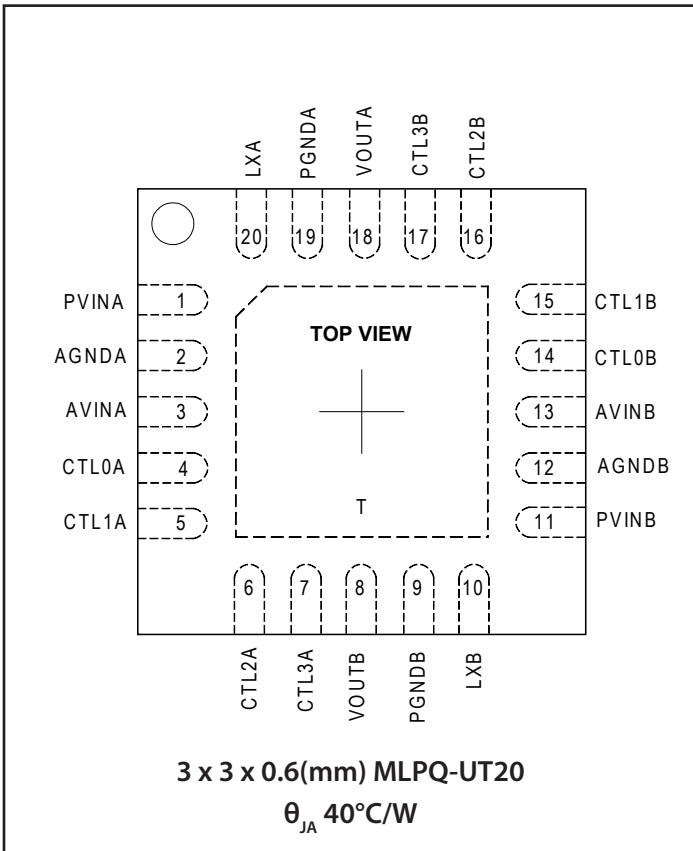 LXA
PGNDA
VOUTA
CTL3B
CTL2B
20
19
18
17
16
PVINA 1
AGNDA 2
AVINA 3
CTL0A 4
CTL1A 5
TOP VIEW
T
15 CTL1B
14 CTL0B
13 AVINB
12 AGNDB
11 PVINB
6
7
8
9
10
CTL2A
CTL3A
VOUTB
PGNDB
LXB
3 x 3 x 0.6(mm) MLPQ-UT20
θJA 40°C/W